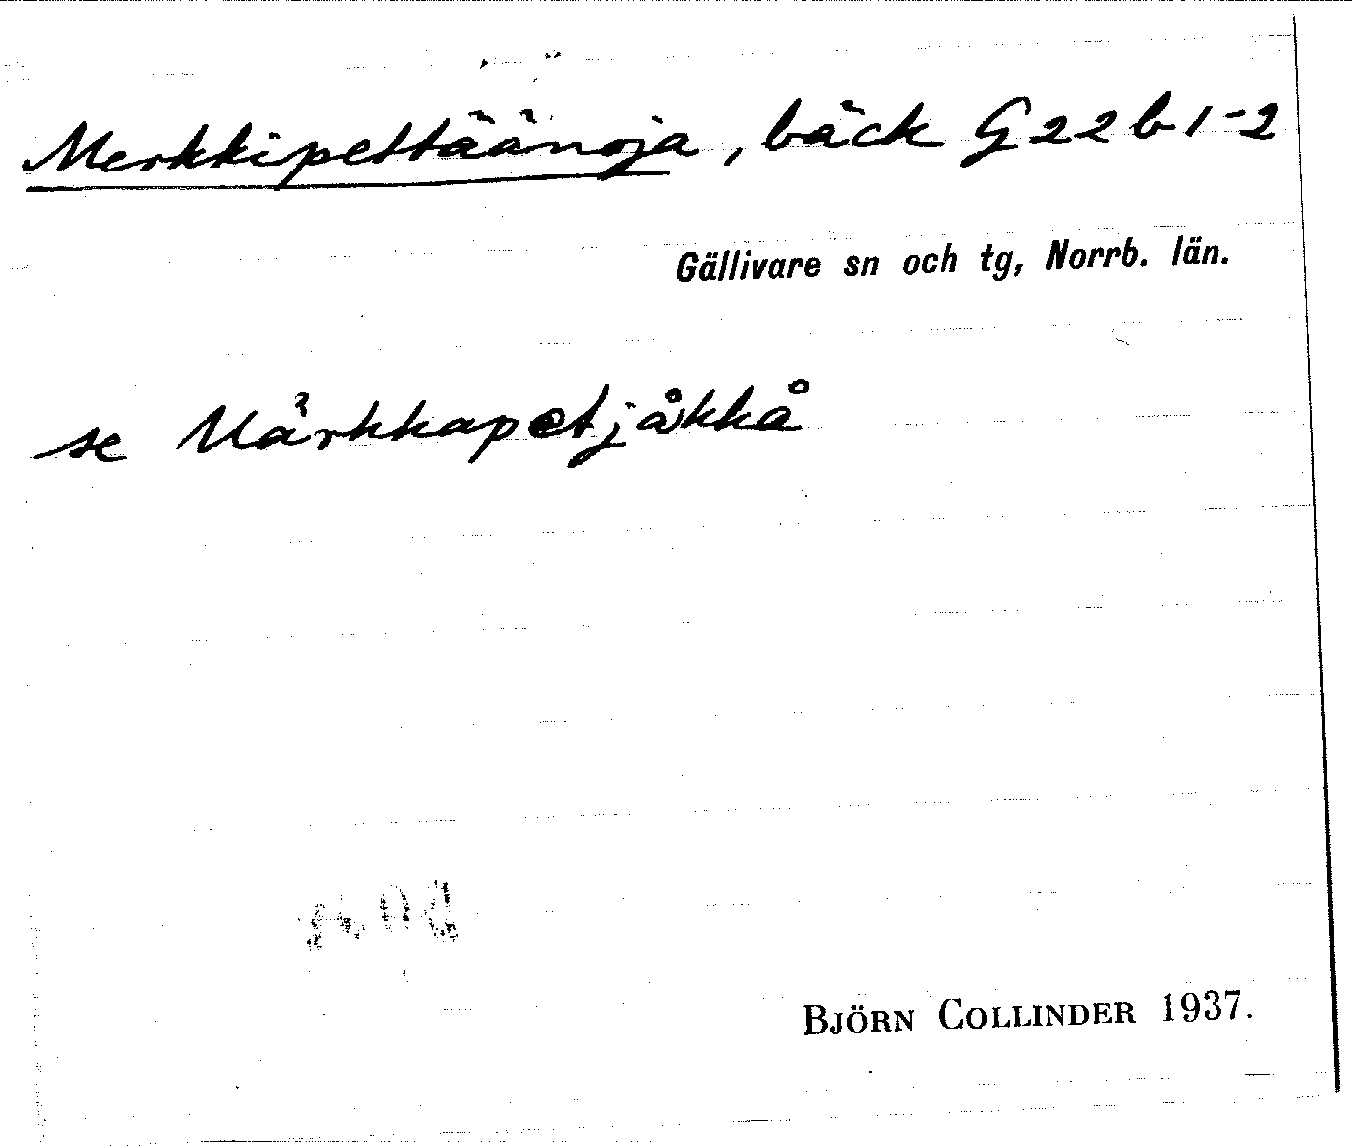 Merkkipettäänoja, bäck G22b1-2
Gällivare sn och tg, Norrb. län.
se Mårkkapetjåkkå
BJÖRN COLLINDER 1937.